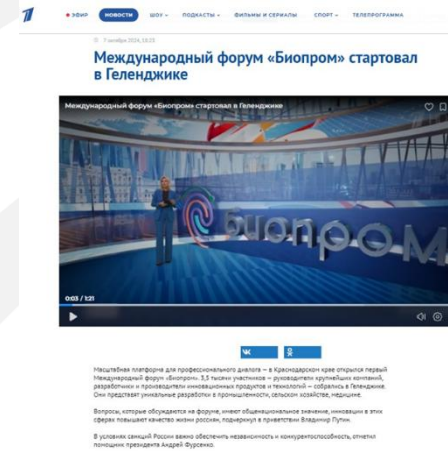 ЭФИР НОВОСТИ ШОУ ПОДКАСТЫ ФИЛЬМЫ И СЕРИАЛЫ СПОРТ ТЕЛЕПРОГРАММА
7 октября 2024, 18:25
Международный форум «Биопром» стартовал
в Геленджике
Международный форум «Биопром» стартовал в Геленджике
биопром
0:03 / 1:21
Масштабная платформа для профессионального диалога — в Краснодарском крае открылся первый
Международный форум «Биопром». 3,5 тысячи участников — руководители крупнейших компаний,
разработчики и производители инновационных продуктов и технологий — собрались в Геленджике.
Они представят уникальные разработки в промышленности, сельском хозяйстве, медицине.
Вопросы, которые обсуждаются на форуме, имеют общенациональное значение, инновации в этих
сферах повышают качество жизни россиян, подчеркнул в приветствии Владимир Путин.
В условиях санкций России важно обеспечить независимость и конкурентоспособность, отметил
помощник президента Андрей Фурсенко.